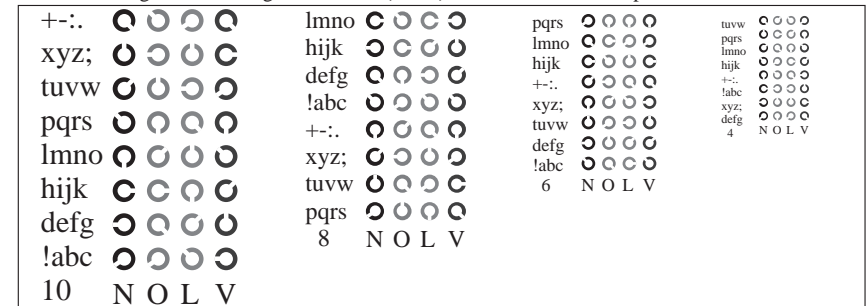 +-:.
xyz;
tuvw
pqrs
lmno
hijk
defg
!abc
10 N O L V
lmno
hijk
defg
!abc
+-:.
xyz;
tuvw
pqrs
8 N O L V
pqrs
lmno
hijk
+-:.
xyz;
tuvw
defg
!abc
6 N O L V
tuvw
pqrs
lmno
hijk
+-:.
!abc
xyz;
defg
4 N O L V